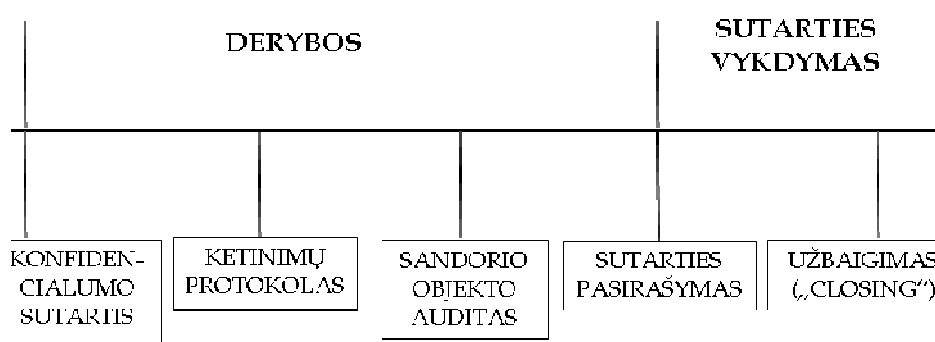 DERYBOS
SUTARTIES
VYKDYMAS
KONFIDEN-
CIALUMO
SUTARTIS
KETINIMŲ
PROTOKOLAS
SANDORIO
OBJEKTO
AUDITAS
SUTARTIES
PASIRAŠYMAS
UŽBAIGIMAS
(„CLOSING“)